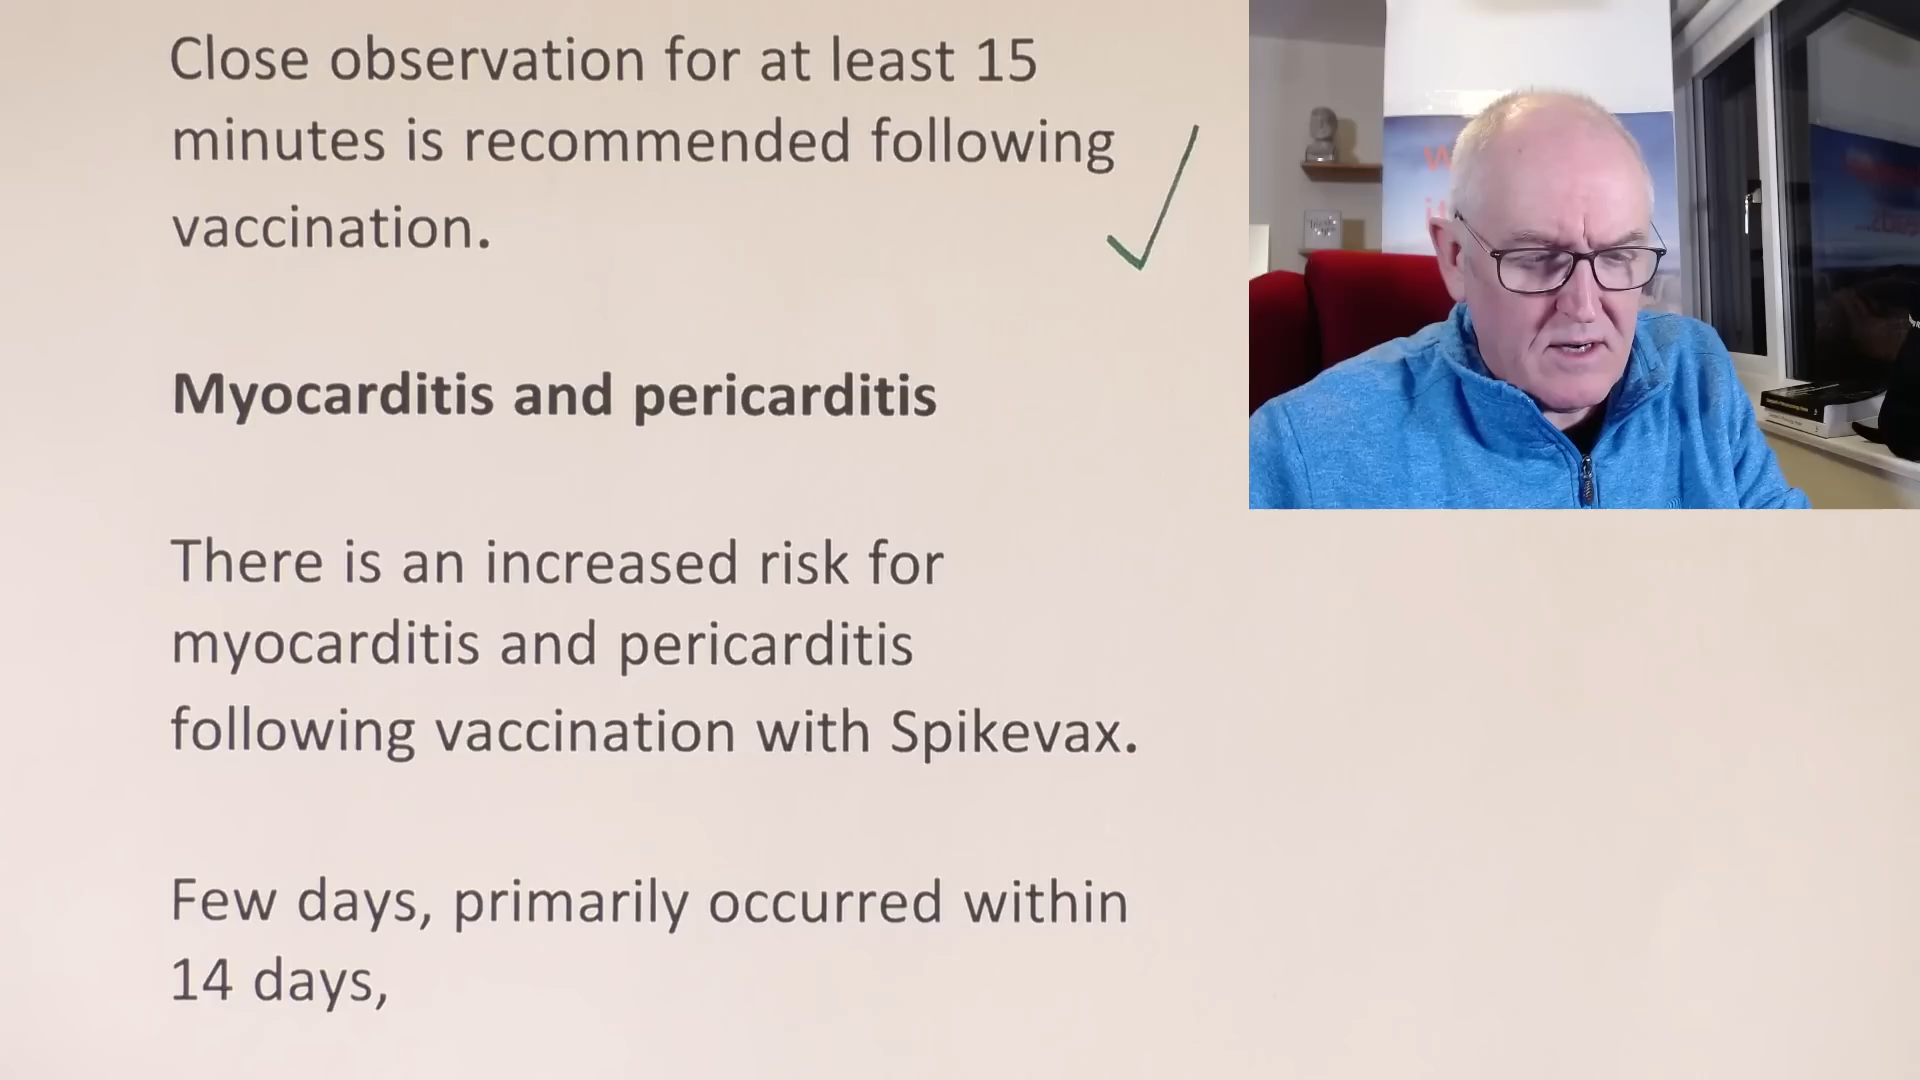 Close observation for at least 15
minutes is recommended following
vaccination.
Myocarditis and pericarditis
There is an increased risk for
myocarditis and pericarditis
following vaccination with Spikevax.
Few days, primarily occurred within
14 days,